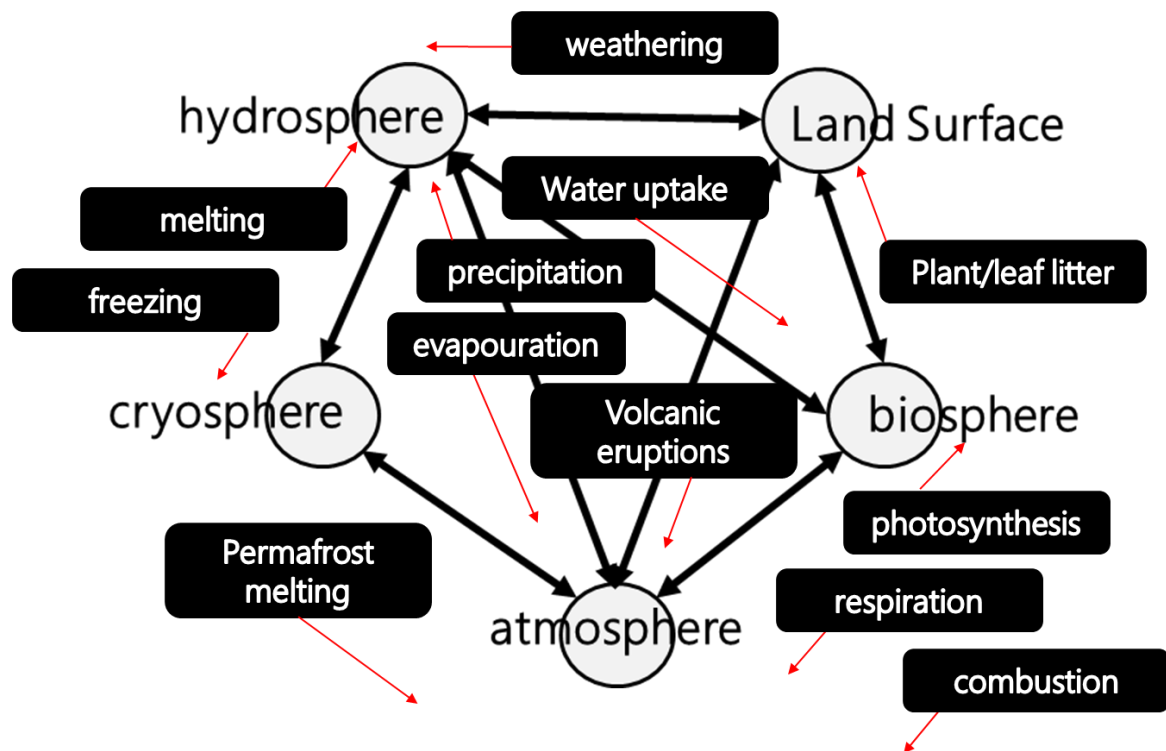 weathering
hydrosphere
Land Surface
Water uptake
melting
precipitation
Plant/leaf litter
freezing
evapouration
cryosphere
Volcanic
eruptions
biosphere
photosynthesis
Permafrost
melting
respiration
atmosphere
combustion